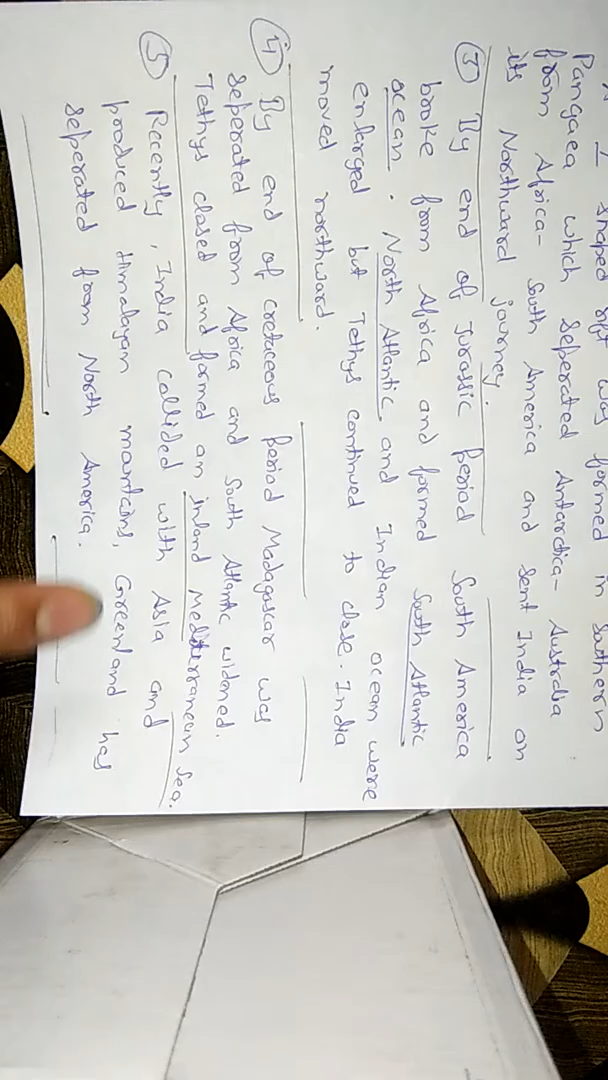 I shaped rift was formed in Southern
Pangaea which seperated Antarctica- Australia
from Africa- South America and sent India on
its Northward journey.
③ By end of Jurassic period South America
broke from Africa and formed South Atlantic
ocean. North Atlantic and Indian ocean were
enlarged but Tethys continued to close. India
moved northward.
④ By end of cretaceous period Madagascar was
seperated from Africa and South Atlantic widened.
Tethys closed and formed an inland Mediterranean Sea.
⑤ Recently, India collided with Asia and
produced Himalayan mountains, Greenland has
seperated from North America.